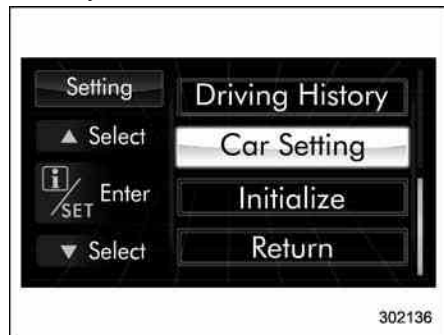 Setting
▲ Select
i/SET Enter
▼ Select
Driving History
Car Setting
Initialize
Return
302136